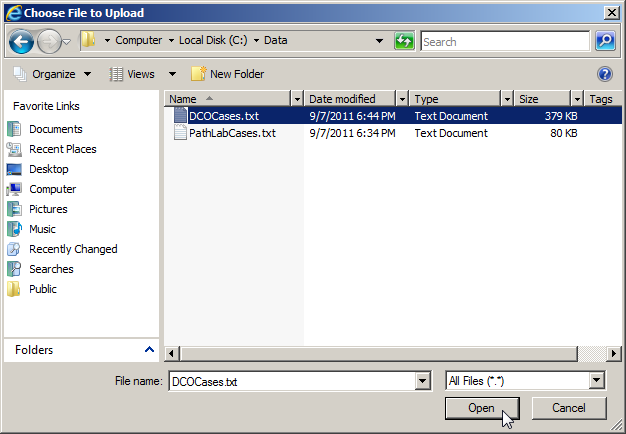 Choose File to Upload
Computer Local Disk (C:) Data Search
Organize Views New Folder
Favorite Links
Documents
Recent Places
Desktop
Computer
Pictures
Music
Recently Changed
Searches
Public
Folders
Name Date modified Type Size Tags
DCOCases.txt 9/7/2011 6:44 PM Text Document 379 KB
PathLabCases.txt 9/7/2011 6:34 PM Text Document 80 KB
File name: DCOCases.txt All Files (*.*)
Open Cancel